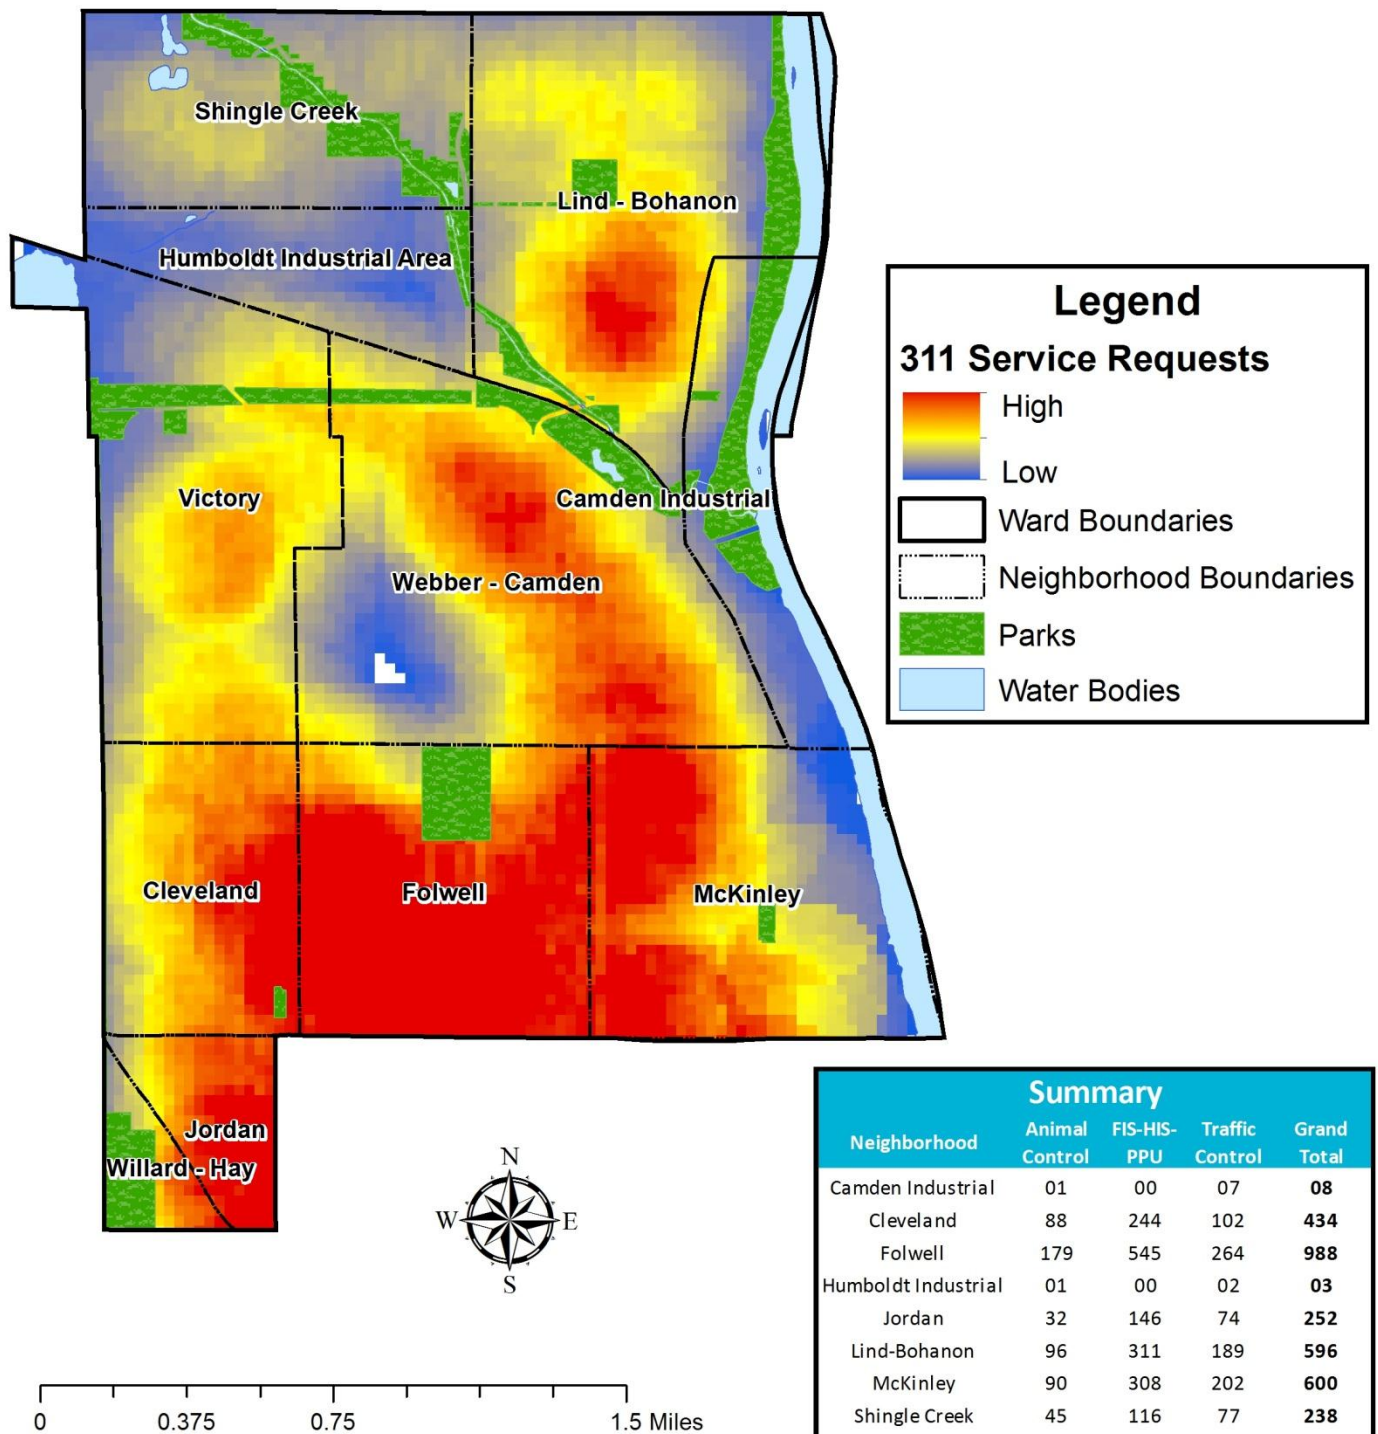 Shingle Creek
Lind - Bohanon
Humboldt Industrial Area
Victory
Camden Industrial
Webber - Camden
Cleveland
Folwell
McKinley
Jordan
Willard - Hay
Legend
311 Service Requests
High
Low
Ward Boundaries
Neighborhood Boundaries
Parks
Water Bodies
N
W E
S
0 0.375 0.75 1.5 Miles
Summary
Neighborhood Animal Control FIS-HIS-PPU Traffic Control Grand Total
Camden Industrial 01 00 07 08
Cleveland 88 244 102 434
Folwell 179 545 264 988
Humboldt Industrial 01 00 02 03
Jordan 32 146 74 252
Lind-Bohanon 96 311 189 596
McKinley 90 308 202 600
Shingle Creek 45 116 77 238